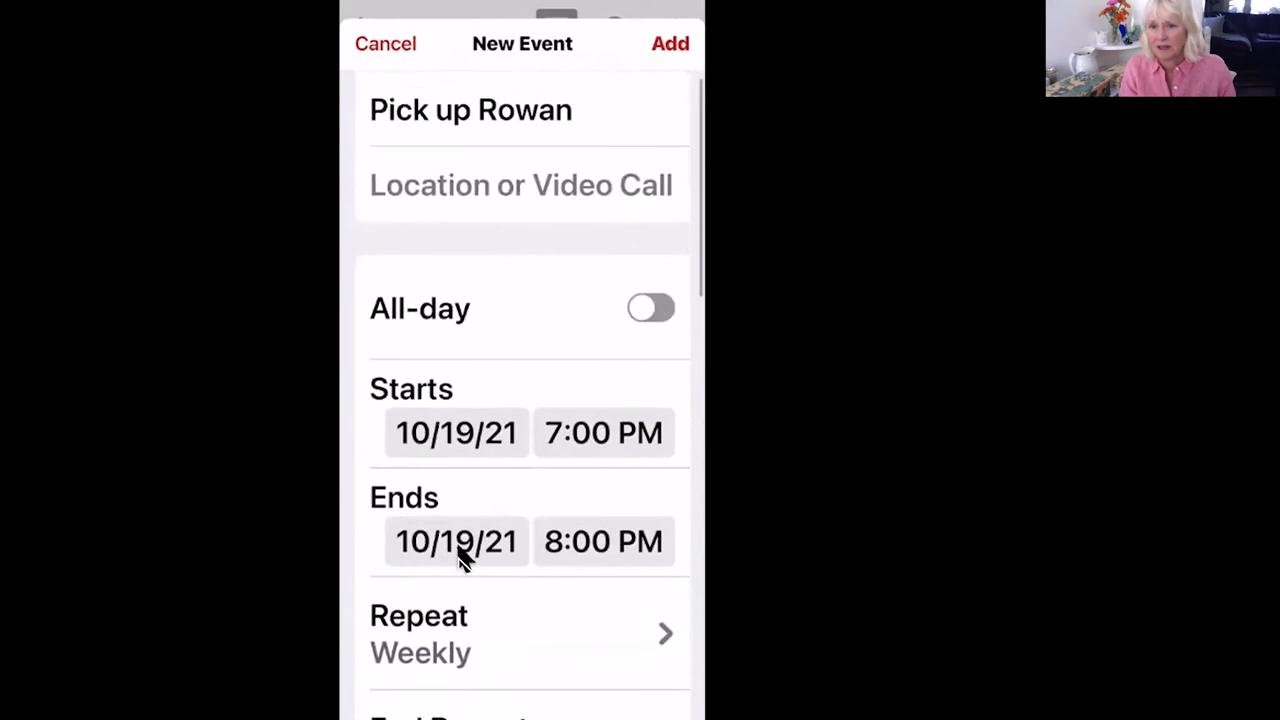 Cancel New Event Add
Pick up Rowan
Location or Video Call
All-day
Starts
10/19/21 7:00 PM
Ends
10/19/21 8:00 PM
Repeat
Weekly